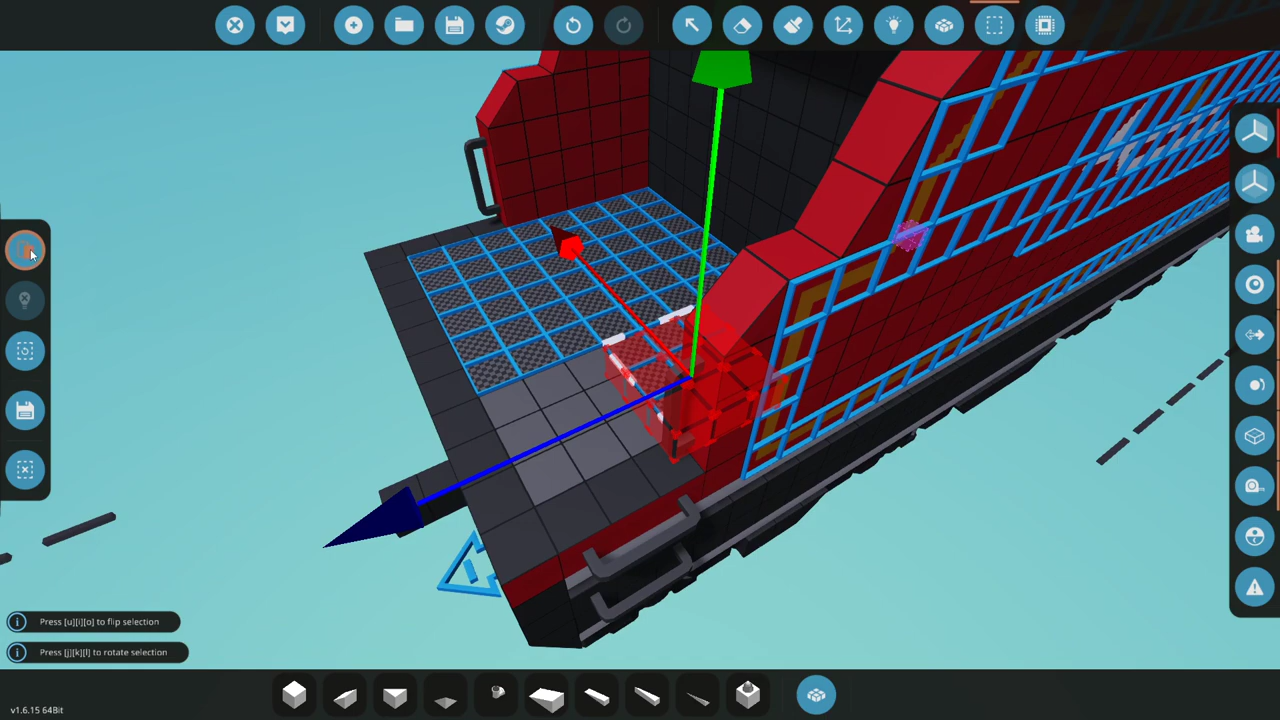 Press [u][i][o] to flip selection
Press [j][k][l] to rotate selection
v1.6.15 64Bit